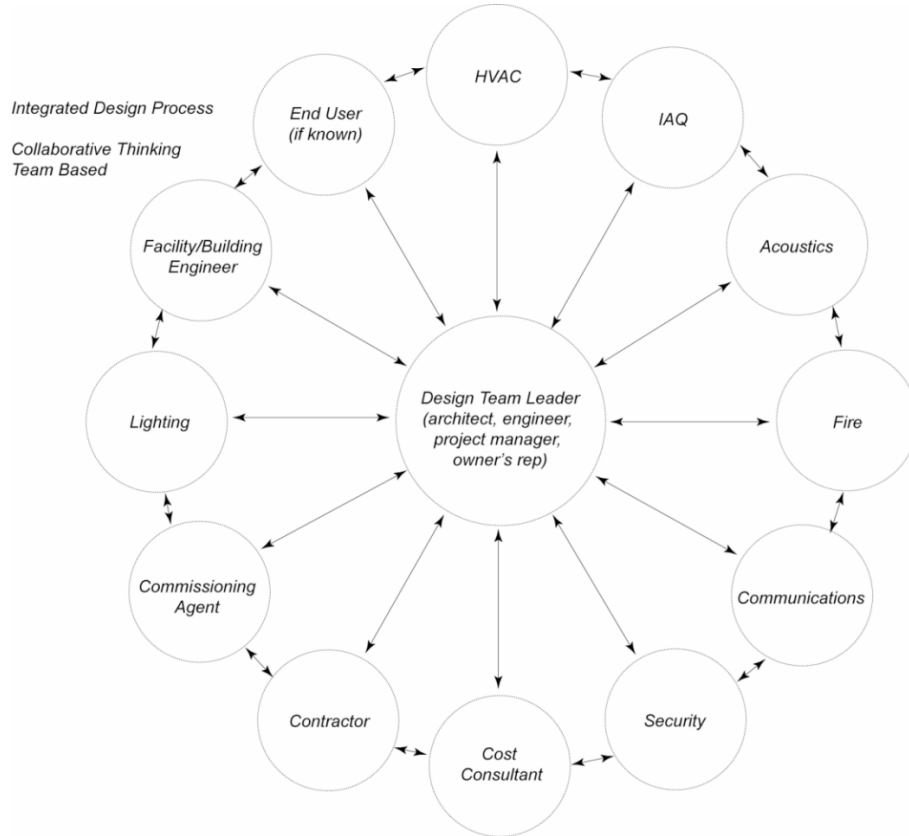 Integrated Design Process
Collaborative Thinking
Team Based
HVAC
IAQ
Acoustics
Fire
Communications
Security
Cost
Consultant
Contractor
Commissioning
Agent
Lighting
Facility/Building
Engineer
End User
(if known)
Design Team Leader
(architect, engineer,
project manager,
owner's rep)